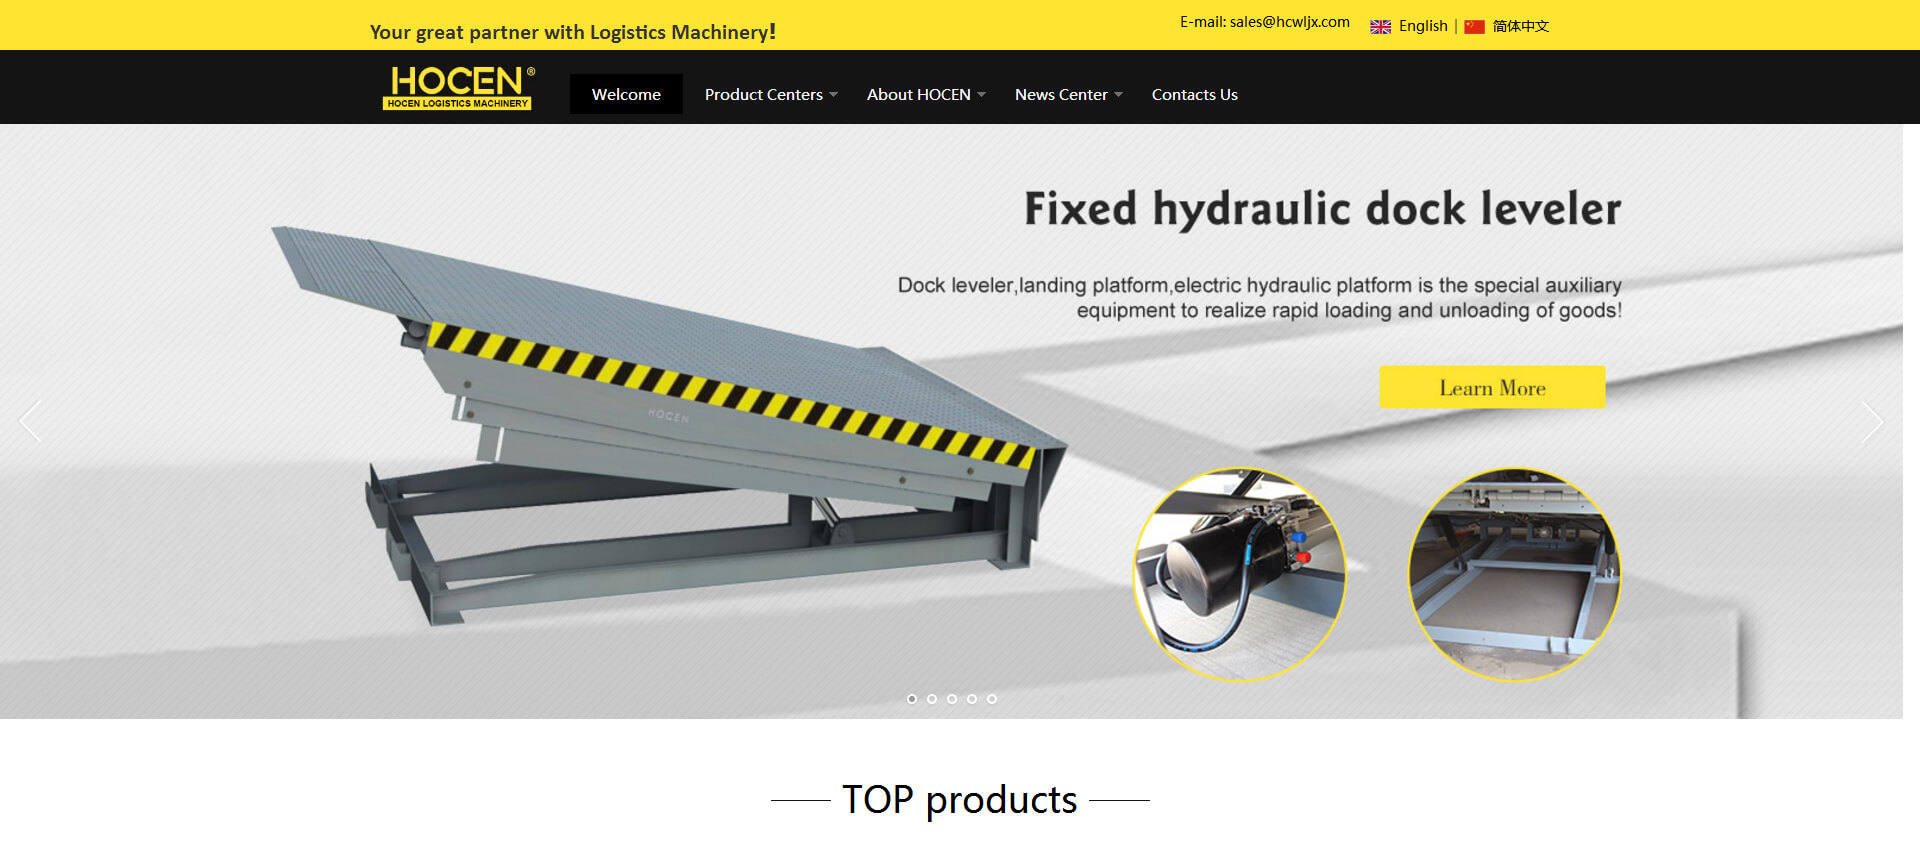 Your great partner with Logistics Machinery!
E-mail: sales@hcwljx.com
English | 简体中文
HOCEN®
HOCEN LOGISTICS MACHINERY
Welcome
Product Centers
About HOCEN
News Center
Contacts Us
Fixed hydraulic dock leveler
Dock leveler,landing platform,electric hydraulic platform is the special auxiliary
equipment to realize rapid loading and unloading of goods!
Learn More
HOCEN
TOP products